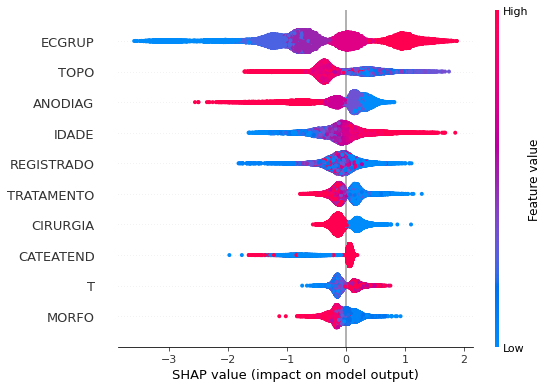 High
ECGRUP
TOPO
ANODIAG
IDADE
REGISTRADO
TRATAMENTO
CIRURGIA
CATEATEND
T
MORFO
Feature value
Low
−3 −2 −1 0 1 2
SHAP value (impact on model output)